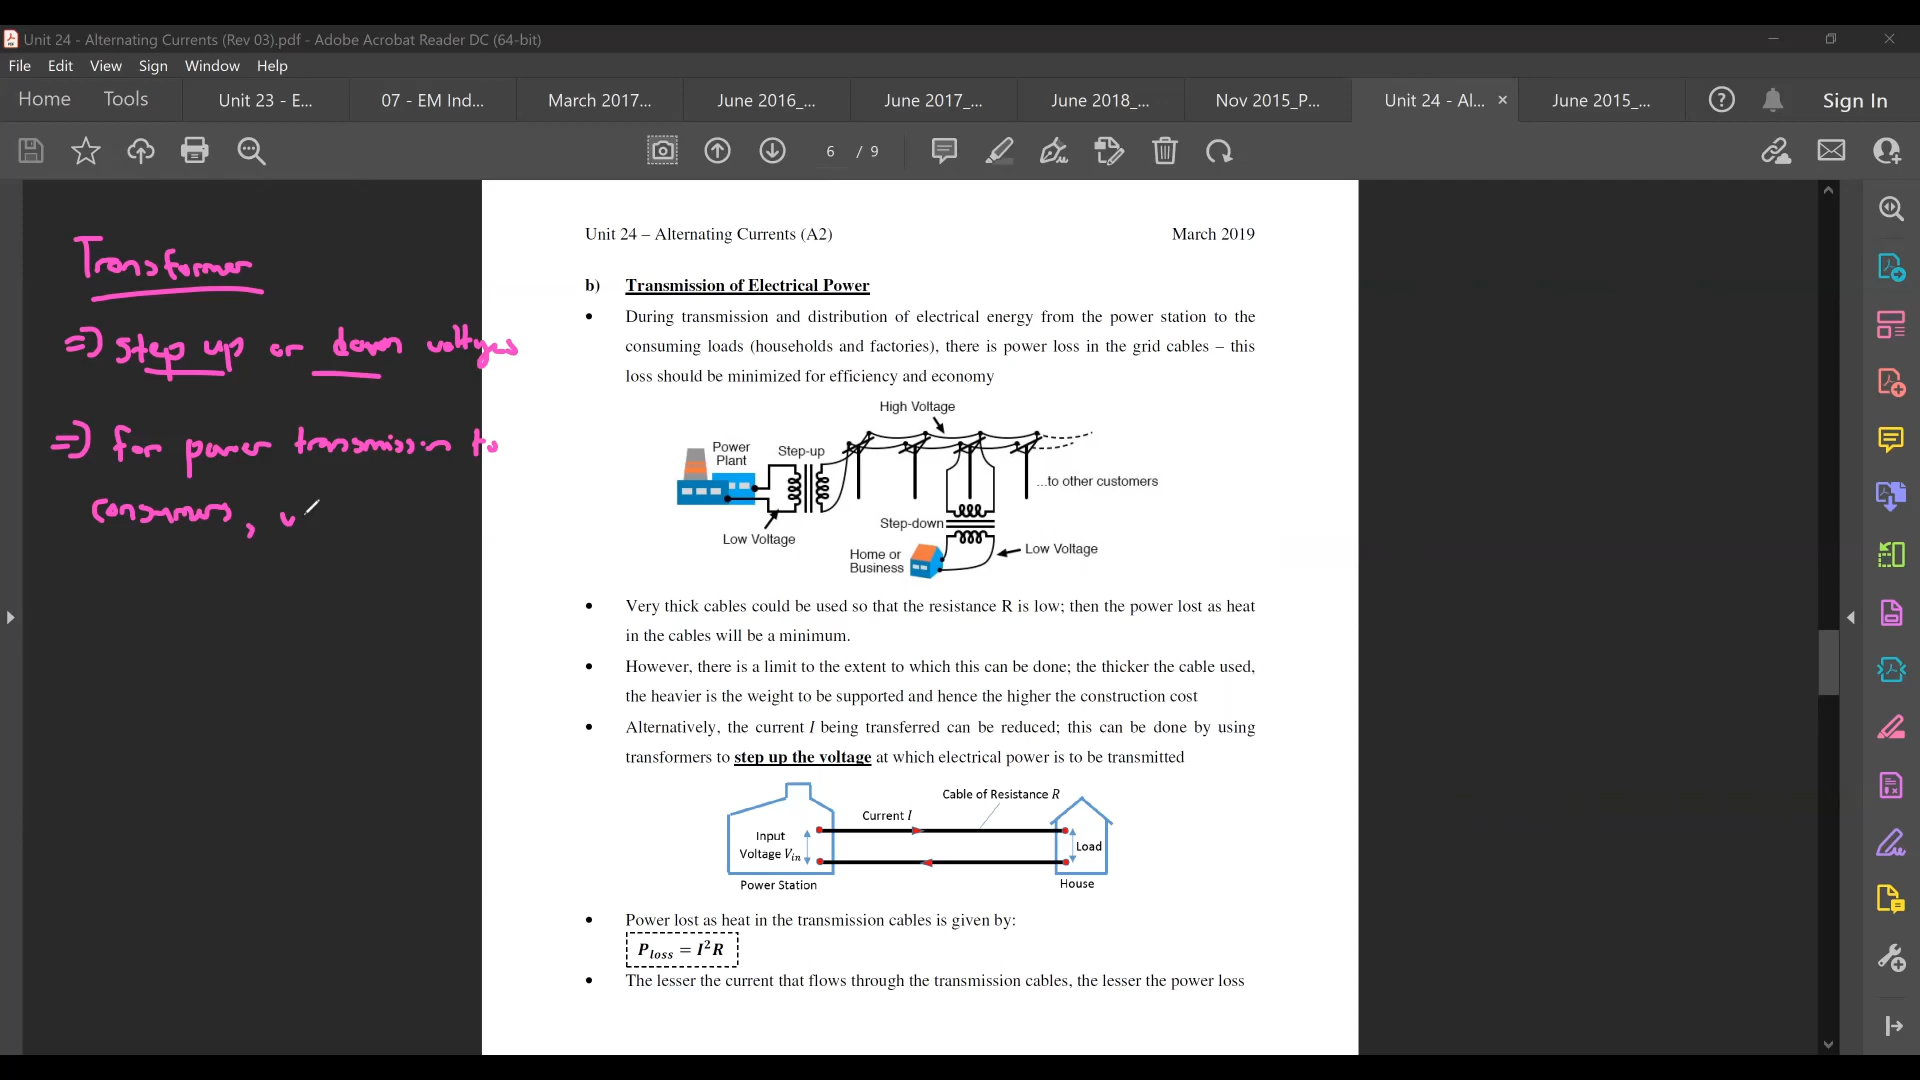 Unit 24 - Alternating Currents (Rev 03).pdf - Adobe Acrobat Reader DC (64-bit)
File Edit View Sign Window Help
Home Tools Unit 23 - E... 07 - EM Ind... March 2017... June 2016_... June 2017_... June 2018_... Nov 2015_P... Unit 24 - Al... × June 2015_... Sign In
6 / 9
Transformer
=> step up or down voltages
=> for power transmission to
consumers, v
Unit 24 – Alternating Currents (A2) March 2019
b) Transmission of Electrical Power
• During transmission and distribution of electrical energy from the power station to the
consuming loads (households and factories), there is power loss in the grid cables – this
loss should be minimized for efficiency and economy
High Voltage
Power
Plant
Step-up
...to other customers
Step-down
Low Voltage
Home or
Business
Low Voltage
• Very thick cables could be used so that the resistance R is low; then the power lost as heat
in the cables will be a minimum.
• However, there is a limit to the extent to which this can be done; the thicker the cable used,
the heavier is the weight to be supported and hence the higher the construction cost
• Alternatively, the current I being transferred can be reduced; this can be done by using
transformers to step up the voltage at which electrical power is to be transmitted
Cable of Resistance R
Current I
Input
Voltage Vin
Load
Power Station
House
• Power lost as heat in the transmission cables is given by:
Ploss = I²R
• The lesser the current that flows through the transmission cables, the lesser the power loss